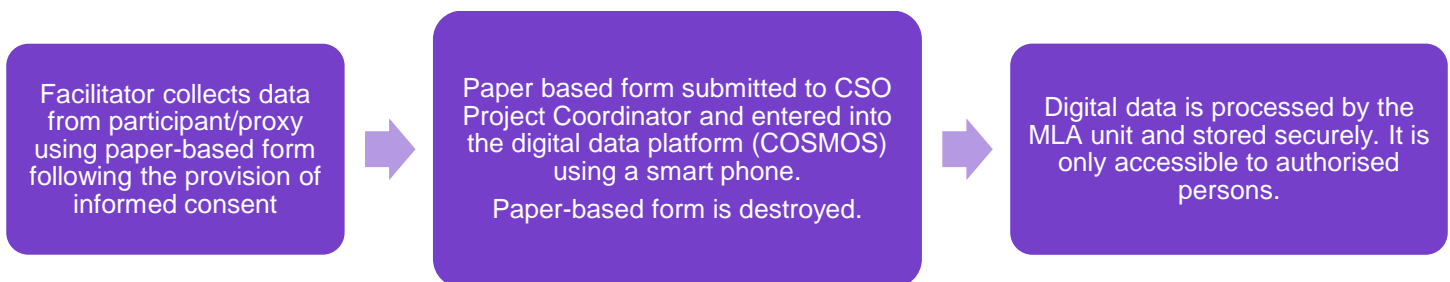 Facilitator collects data
from participant/proxy
using paper-based form
following the provision of
informed consent
Paper based form submitted to CSO
Project Coordinator and entered into
the digital data platform (COSMOS)
using a smart phone.
Paper-based form is destroyed.
Digital data is processed by the
MLA unit and stored securely. It is
only accessible to authorised
persons.